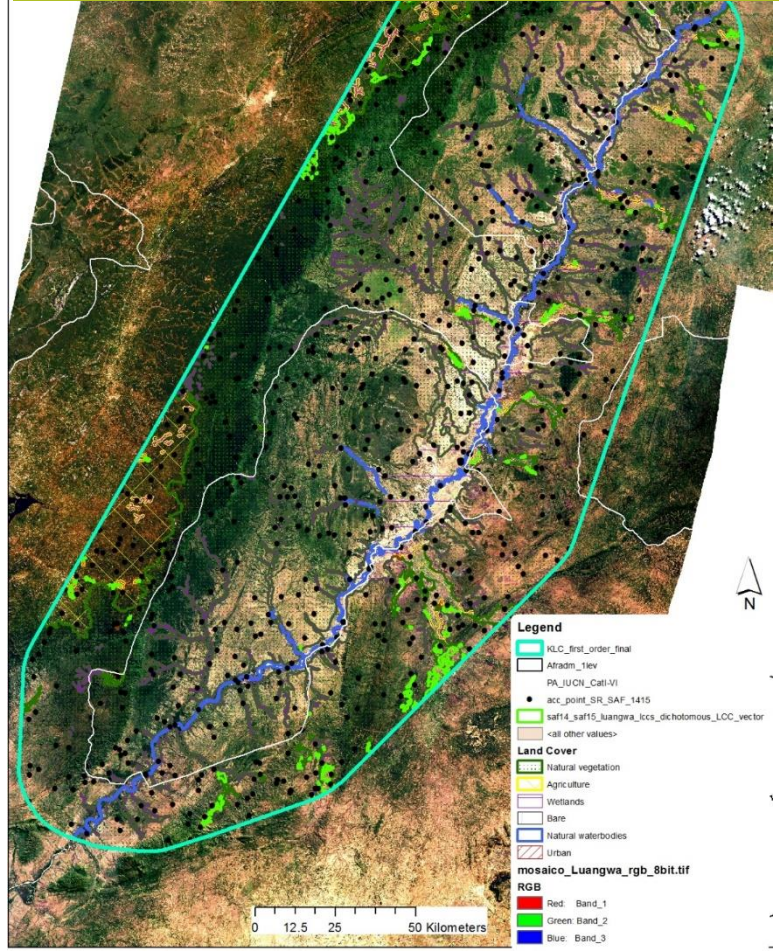 N
Legend
KLC_first_order_final
Afradm_1lev
PA_IUCN_CatI-VI
acc_point_SR_SAF_1415
saf14_saf15_luangwa_lccs_dichotomous_LCC_vector
<all other values>
Land Cover
Natural vegetation
Agriculture
Wetlands
Bare
Natural waterbodies
Urban
mosaico_Luangwa_rgb_8bit.tif
RGB
Red: Band_1
Green: Band_2
Blue: Band_3
0 12.5 25 50 Kilometers